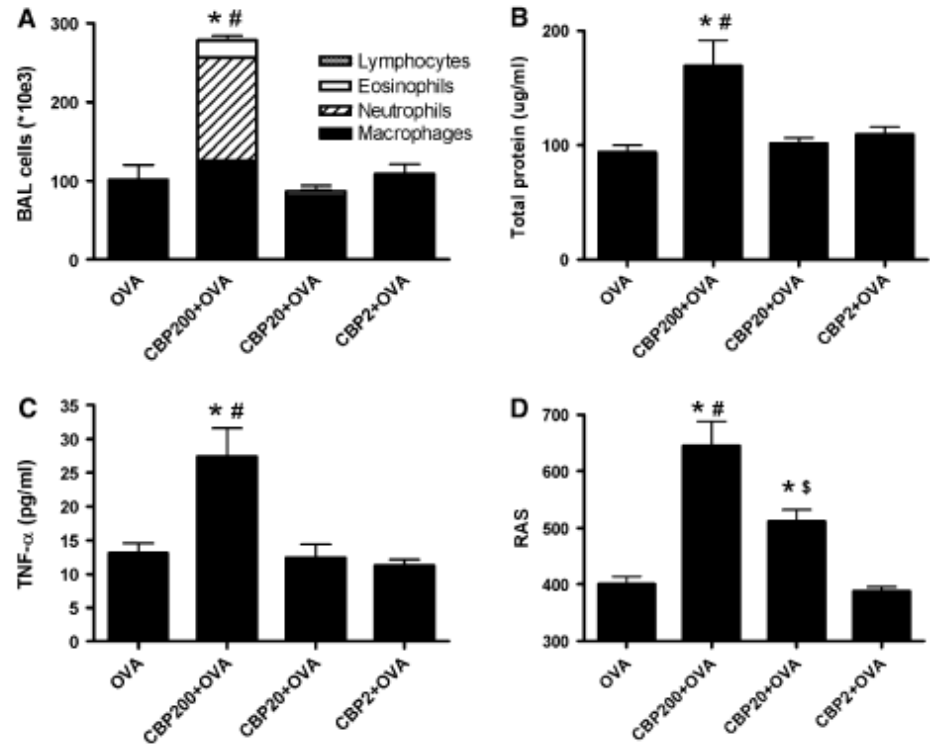 A
BAL cells (*10e3)
300
200
100
0
* #
Lymphocytes
Eosinophils
Neutrophils
Macrophages
OVA
CBP200+OVA
CBP20+OVA
CBP2+OVA
B
Total protein (ug/ml)
200
100
0
* #
OVA
CBP200+OVA
CBP20+OVA
CBP2+OVA
C
TNF-α (pg/ml)
35
30
25
20
15
10
5
0
* #
OVA
CBP200+OVA
CBP20+OVA
CBP2+OVA
D
RAS
700
600
500
400
300
* #
* $
OVA
CBP200+OVA
CBP20+OVA
CBP2+OVA